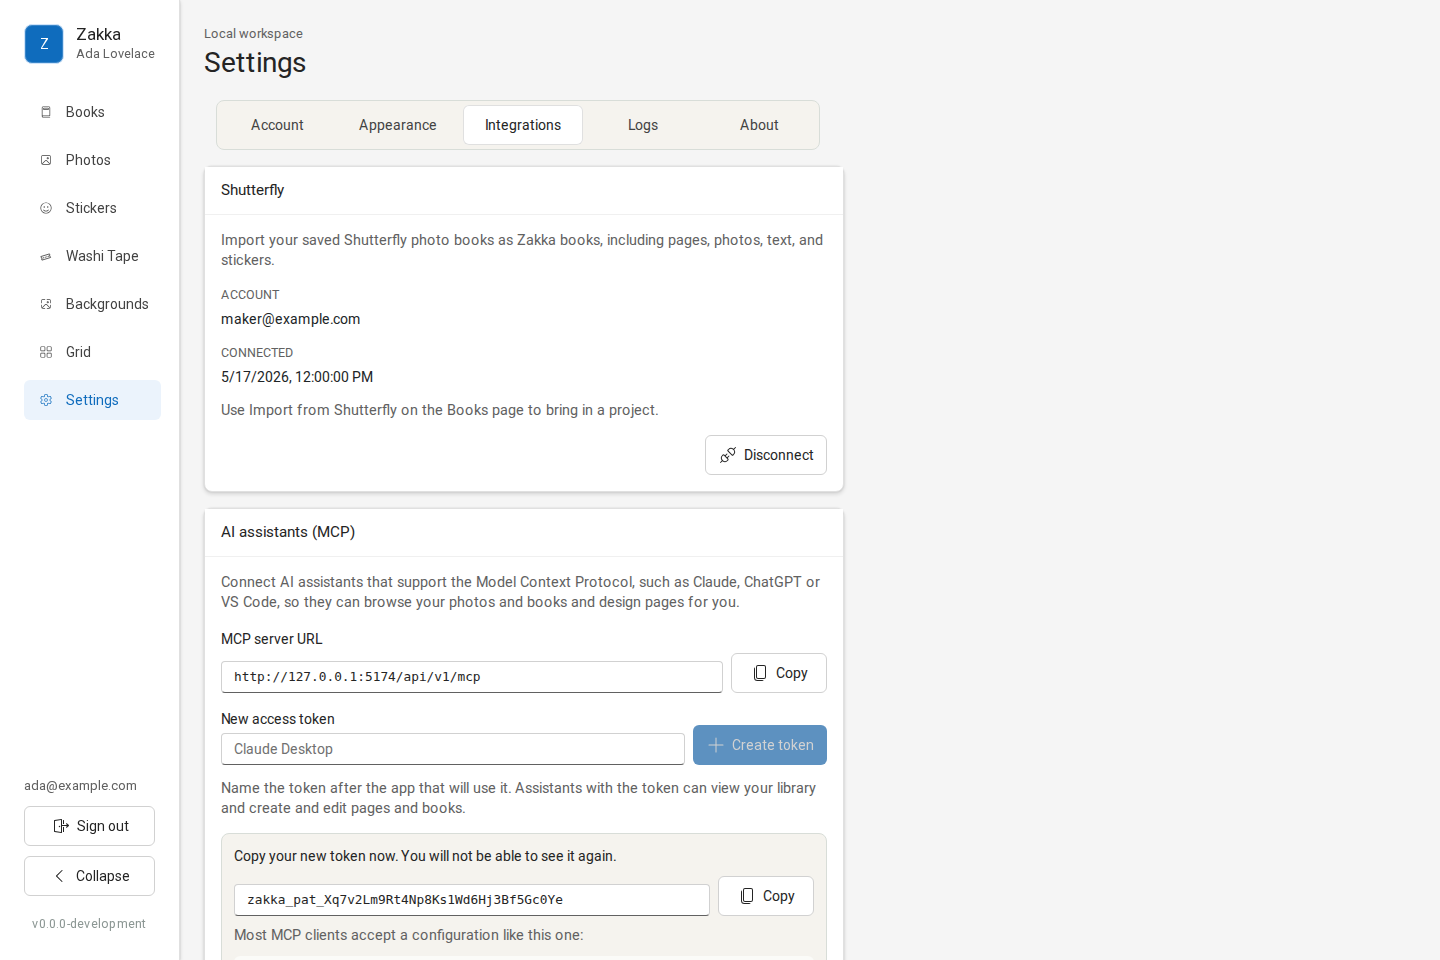 Z
Zakka
Ada Lovelace
Books
Photos
Stickers
Washi Tape
Backgrounds
Grid
Settings
ada@example.com
Sign out
Collapse
v0.0.0-development
Local workspace
Settings
Account
Appearance
Integrations
Logs
About
Shutterfly
Import your saved Shutterfly photo books as Zakka books, including pages, photos, text, and
stickers.
ACCOUNT
maker@example.com
CONNECTED
5/17/2026, 12:00:00 PM
Use Import from Shutterfly on the Books page to bring in a project.
Disconnect
AI assistants (MCP)
Connect AI assistants that support the Model Context Protocol, such as Claude, ChatGPT or
VS Code, so they can browse your photos and books and design pages for you.
MCP server URL
http://127.0.0.1:5174/api/v1/mcp
Copy
New access token
Claude Desktop
Create token
Name the token after the app that will use it. Assistants with the token can view your library
and create and edit pages and books.
Copy your new token now. You will not be able to see it again.
zakka_pat_Xq7v2Lm9Rt4Np8Ks1Wd6Hj3Bf5Gc0Ye
Copy
Most MCP clients accept a configuration like this one: